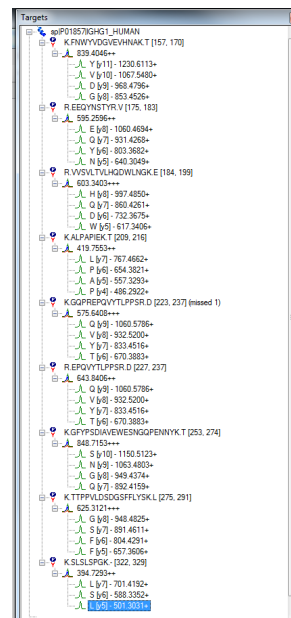 Targets
sp|P01857|IGHG1_HUMAN
K.FNWYVDGVEVHNAK.T [157, 170]
839.4046++
Y [y11] - 1230.6113+
V [y10] - 1067.5480+
D [y9] - 968.4796+
G [y8] - 853.4526+
R.EEQYNSTYR.V [175, 183]
595.2596++
E [y8] - 1060.4694+
Q [y7] - 931.4268+
Y [y6] - 803.3682+
N [y5] - 640.3049+
R.VVSVLTVLHQDWLNGK.E [184, 199]
603.3403+++
H [y8] - 997.4850+
Q [y7] - 860.4261+
D [y6] - 732.3675+
W [y5] - 617.3406+
K.ALPAPIEK.T [209, 216]
419.7553++
L [y7] - 767.4662+
P [y6] - 654.3821+
A [y5] - 557.3293+
P [y4] - 486.2922+
K.GQPREPQVYTLPPSR.D [223, 237] (missed 1)
575.6408+++
Q [y9] - 1060.5786+
V [y8] - 932.5200+
Y [y7] - 833.4516+
T [y6] - 670.3883+
R.EPQVYTLPPSR.D [227, 237]
643.8406++
Q [y9] - 1060.5786+
V [y8] - 932.5200+
Y [y7] - 833.4516+
T [y6] - 670.3883+
K.GFYPSDIAVEWESNGQPENNYK.T [253, 274]
848.7153+++
S [y10] - 1150.5123+
N [y9] - 1063.4803+
G [y8] - 949.4374+
Q [y7] - 892.4159+
K.TTPPVLDSDGSFFLYSK.L [275, 291]
625.3121+++
G [y8] - 948.4825+
S [y7] - 891.4611+
F [y6] - 804.4291+
F [y5] - 657.3606+
K.SLSLSPGK.- [322, 329]
394.7293++
L [y7] - 701.4192+
S [y6] - 588.3352+
L [y5] - 501.3031+